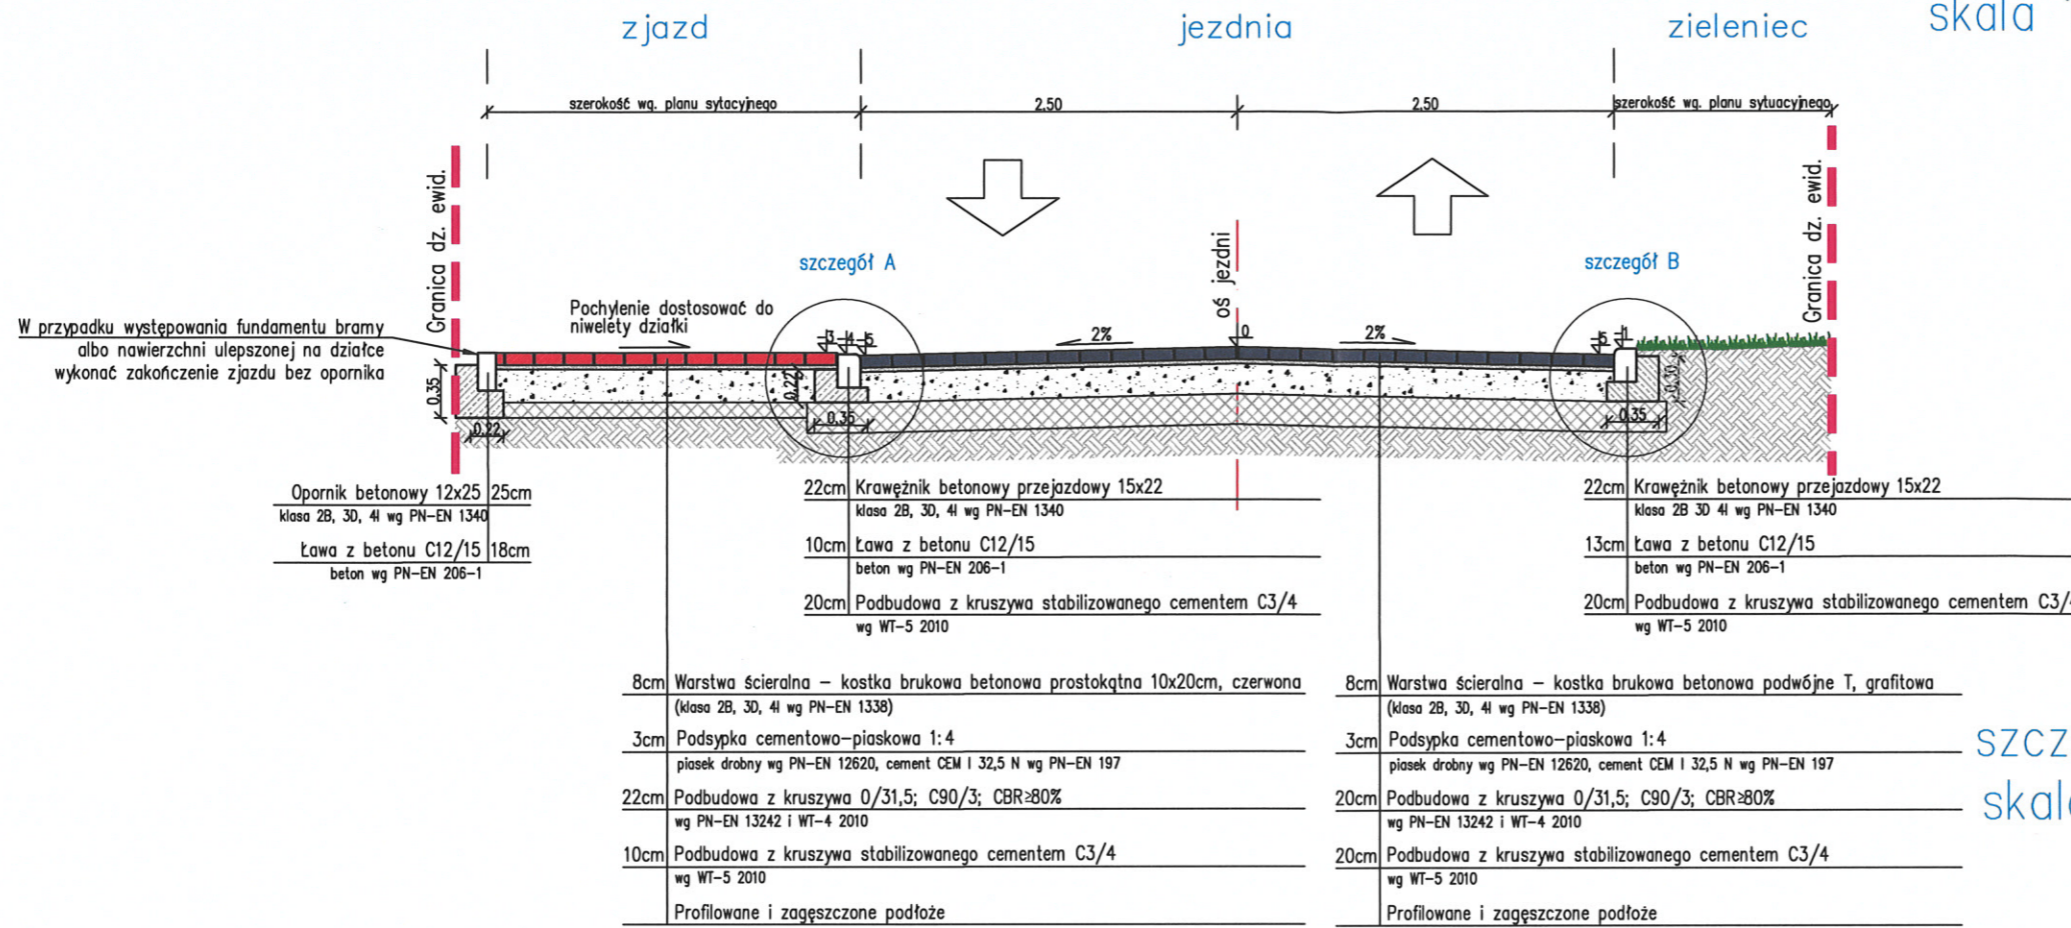 zjazd
jezdnia
zieleniec
skala
szerokość wg. planu sytacyjnego
2.50
2.50
szerokość wg. planu sytuacyjnego
Granica dz. ewid.
Granica dz. ewid.
oś jezdni
szczegół A
szczegół B
W przypadku występowania fundamentu bramy
albo nawierzchni ulepszonej na działce
wykonać zakończenie zjazdu bez opornika
Pochylenie dostosować do
niwelety działki
-3
-4
-5
2%
0
2%
-5
-1
0.35
0.22
0.22
0.35
0.30
0.35
Opornik betonowy 12x25 25cm
klasa 2B, 3D, 4I wg PN-EN 1340
Ława z betonu C12/15 18cm
beton wg PN-EN 206-1
22cm Krawężnik betonowy przejazdowy 15x22
klasa 2B, 3D, 4I wg PN-EN 1340
10cm Ława z betonu C12/15
beton wg PN-EN 206-1
20cm Podbudowa z kruszywa stabilizowanego cementem C3/4
wg WT-5 2010
22cm Krawężnik betonowy przejazdowy 15x22
klasa 2B 3D 4I wg PN-EN 1340
13cm Ława z betonu C12/15
beton wg PN-EN 206-1
20cm Podbudowa z kruszywa stabilizowanego cementem C3/
wg WT-5 2010
8cm Warstwa ścieralna – kostka brukowa betonowa prostokątna 10x20cm, czerwona
(klasa 2B, 3D, 4I wg PN-EN 1338)
3cm Podsypka cementowo-piaskowa 1:4
piasek drobny wg PN-EN 12620, cement CEM I 32,5 N wg PN-EN 197
22cm Podbudowa z kruszywa 0/31,5; C90/3; CBR≥80%
wg PN-EN 13242 i WT-4 2010
10cm Podbudowa z kruszywa stabilizowanego cementem C3/4
wg WT-5 2010
Profilowane i zagęszczone podłoże
8cm Warstwa ścieralna – kostka brukowa betonowa podwójne T, grafitowa
(klasa 2B, 3D, 4I wg PN-EN 1338)
3cm Podsypka cementowo-piaskowa 1:4
piasek drobny wg PN-EN 12620, cement CEM I 32,5 N wg PN-EN 197
20cm Podbudowa z kruszywa 0/31,5; C90/3; CBR≥80%
wg PN-EN 13242 i WT-4 2010
20cm Podbudowa z kruszywa stabilizowanego cementem C3/4
wg WT-5 2010
Profilowane i zagęszczone podłoże
szcz
skal